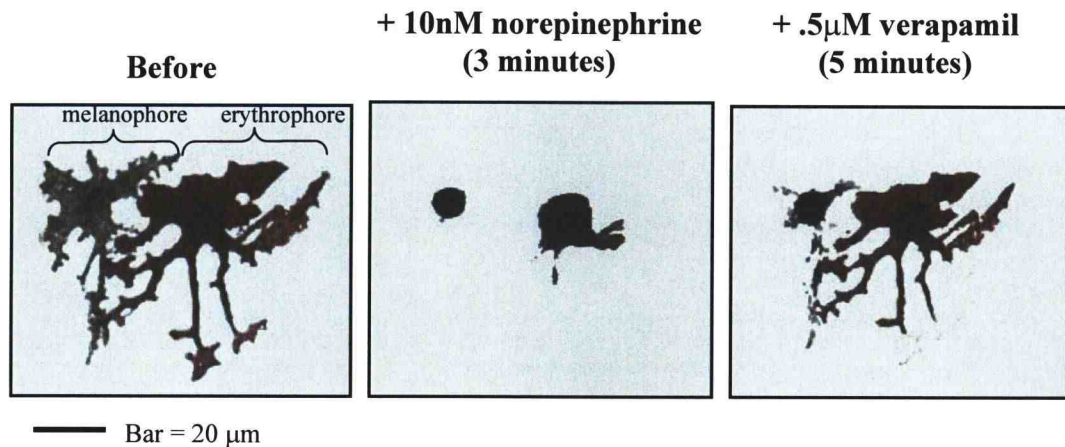 Before
+ 10nM norepinephrine
(3 minutes)
+ .5μM verapamil
(5 minutes)
melanophore
erythrophore
Bar = 20 μm